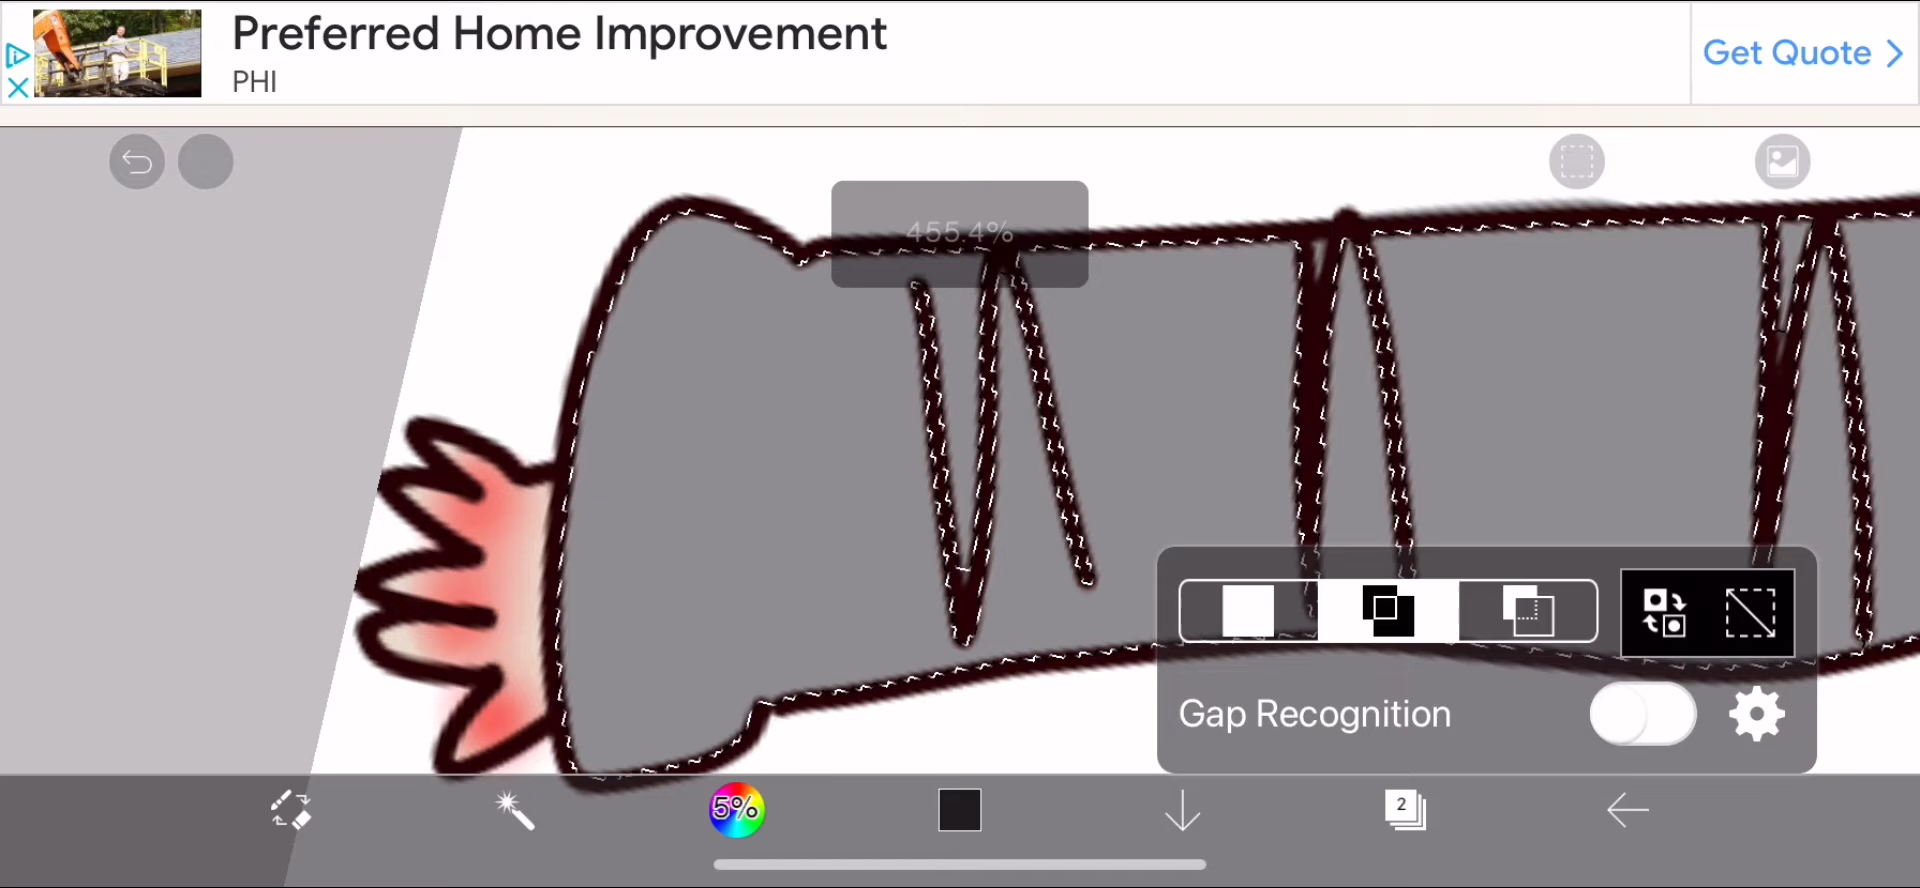 Preferred Home Improvement
PHI
Get Quote
455.4%
Gap Recognition
5%
2